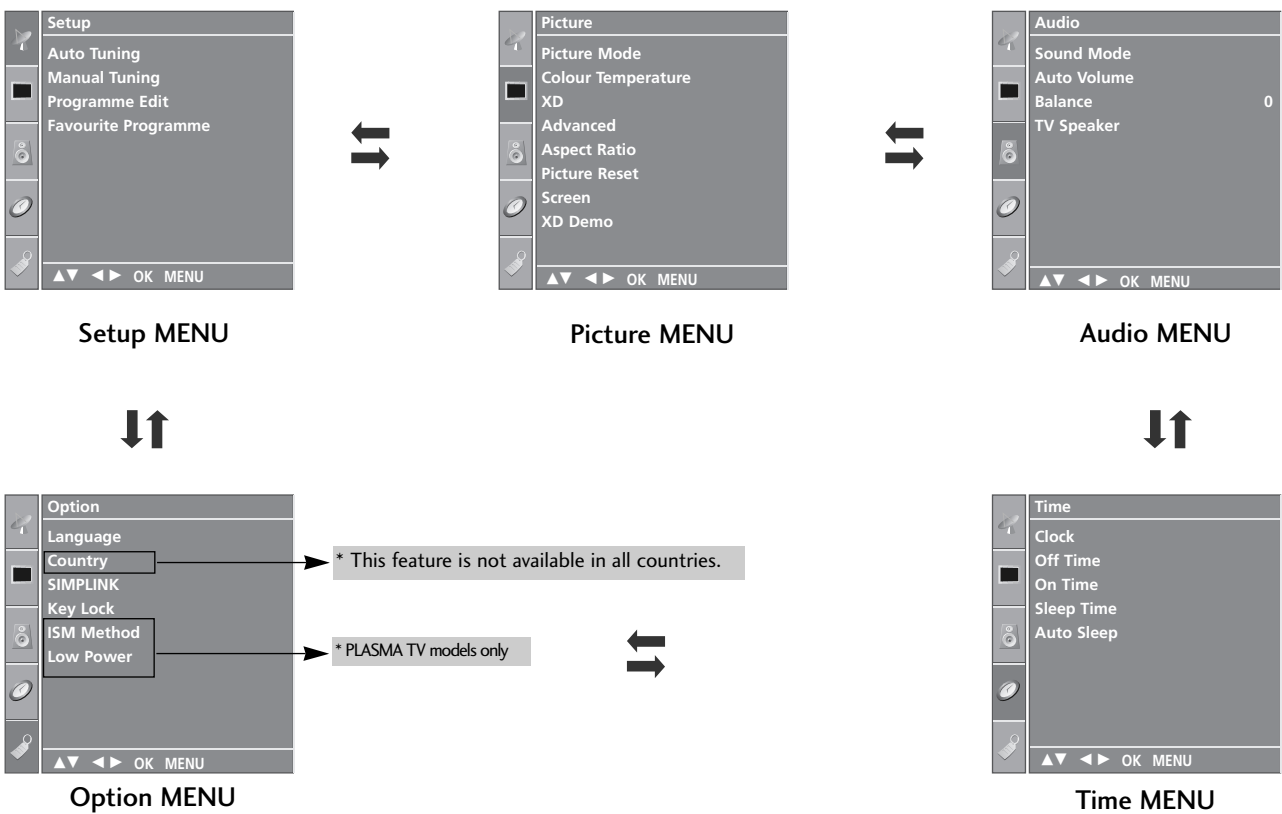 Setup
Auto Tuning
Manual Tuning
Programme Edit
Favourite Programme
▲▼ ◄► OK MENU
Setup MENU
Picture
Picture Mode
Colour Temperature
XD
Advanced
Aspect Ratio
Picture Reset
Screen
XD Demo
▲▼ ◄► OK MENU
Picture MENU
Audio
Sound Mode
Auto Volume
Balance 0
TV Speaker
▲▼ ◄► OK MENU
Audio MENU
Option
Language
Country
SIMPLINK
Key Lock
ISM Method
Low Power
▲▼ ◄► OK MENU
Option MENU
* This feature is not available in all countries.
* PLASMA TV models only
Time
Clock
Off Time
On Time
Sleep Time
Auto Sleep
▲▼ ◄► OK MENU
Time MENU